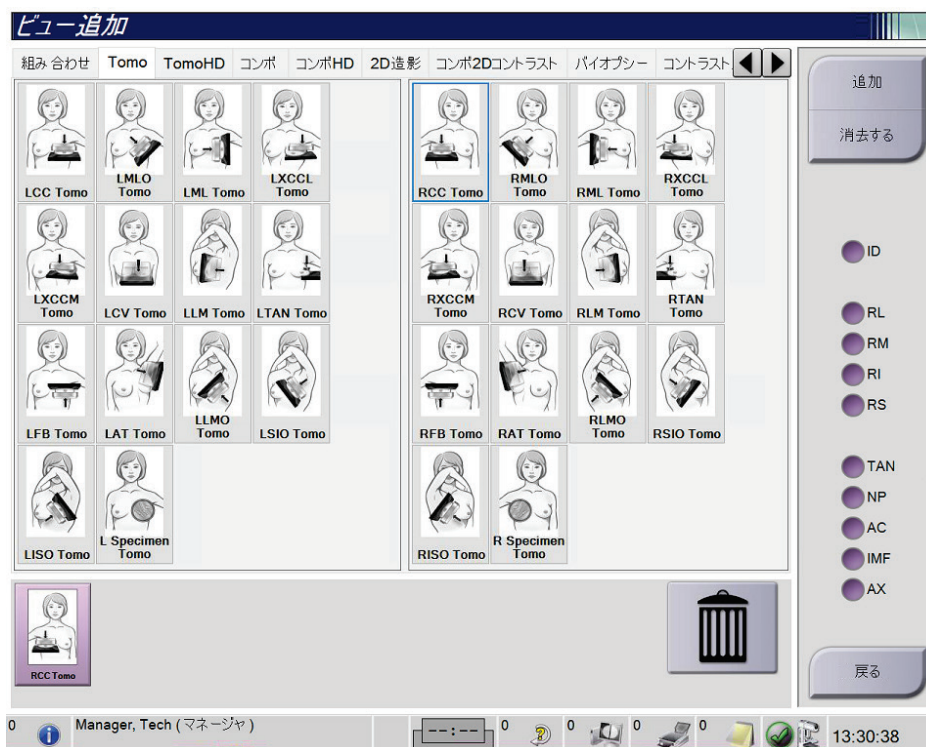 ビュー追加
組み 合わせ
Tomo
TomoHD
コンボ
コンボHD
2D造影
コンボ2Dコントラスト
バイオプシー
コントラスト
LCC Tomo
LMLO
Tomo
LML Tomo
LXCCL
Tomo
LXCCM
Tomo
LCV Tomo
LLM Tomo
LTAN Tomo
LFB Tomo
LAT Tomo
LLMO
Tomo
LSIO Tomo
LISO Tomo
L Specimen
Tomo
RCC Tomo
RMLO
Tomo
RML Tomo
RXCCL
Tomo
RXCCM
Tomo
RCV Tomo
RLM Tomo
RTAN
Tomo
RFB Tomo
RAT Tomo
RLMO
Tomo
RSIO Tomo
RISO Tomo
R Specimen
Tomo
追加
消去する
ID
RL
RM
RI
RS
TAN
NP
AC
IMF
AX
戻る
RCC Tomo
0
Manager, Tech ( マネージャ )
--:--
0
0
0
0
13:30:38